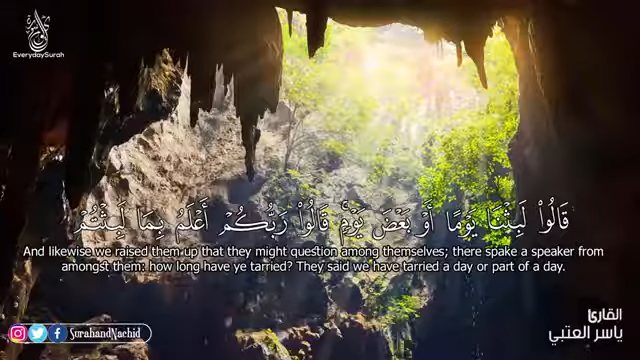 EverydaySurah
قَالُوا۟ لَبِثْنَا يَوْمًا أَوْ بَعْضَ يَوْمٍ ۚ قَالُوا۟ رَبُّكُمْ أَعْلَمُ بِمَا لَبِثْتُمْ
And likewise we raised them up that they might question among themselves; there spake a speaker from
amongst them: how long have ye tarried? They said we have tarried a day or part of a day.
القارئ
ياسر العتبي
SurahandNachid